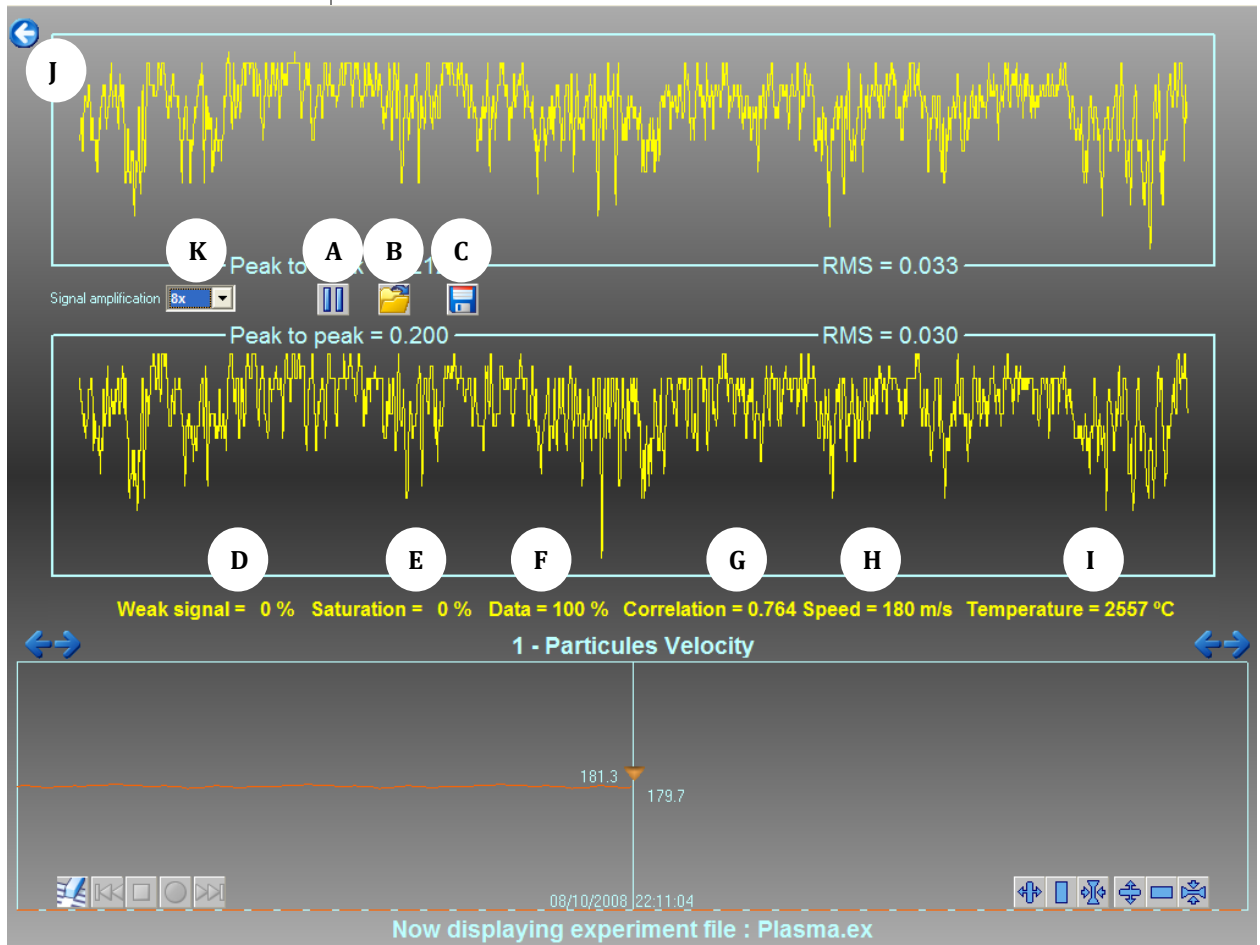 J
K A B C
Peak to RMS = 0.033
Signal amplification 8x
Peak to peak = 0.200 RMS = 0.030
D E F G H I
Weak signal = 0 % Saturation = 0 % Data = 100 % Correlation = 0.764 Speed = 180 m/s Temperature = 2557 ºC
1 - Particules Velocity
181.3
179.7
08/10/2008 22:11:04
Now displaying experiment file : Plasma.ex